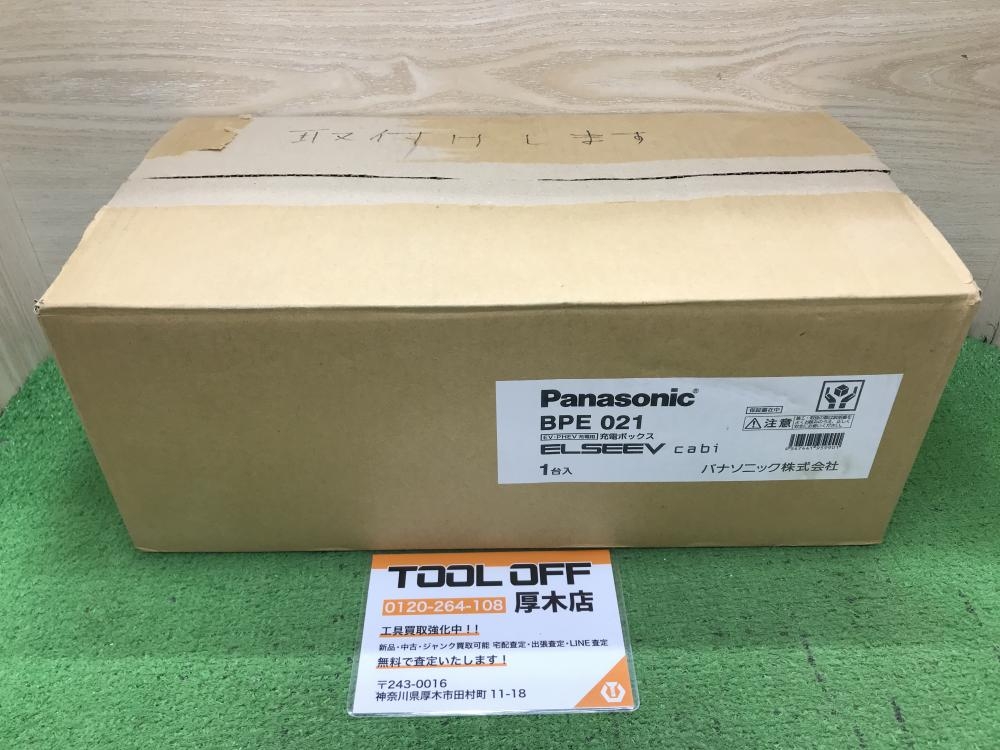 します
Panasonic®
BPE 021
EV・PHEV充電用 充電ボックス
ELSEEV cabi
1台入
保証書在中
注意
パナソニック株式会社
TOOL OFF
0120-264-108 厚木店
工具買取強化中!!
新品・中古・ジャンク買取可能 宅配査定・出張査定・LINE査定
無料で査定いたします!
〒243-0016
神奈川県厚木市田村町 11-18